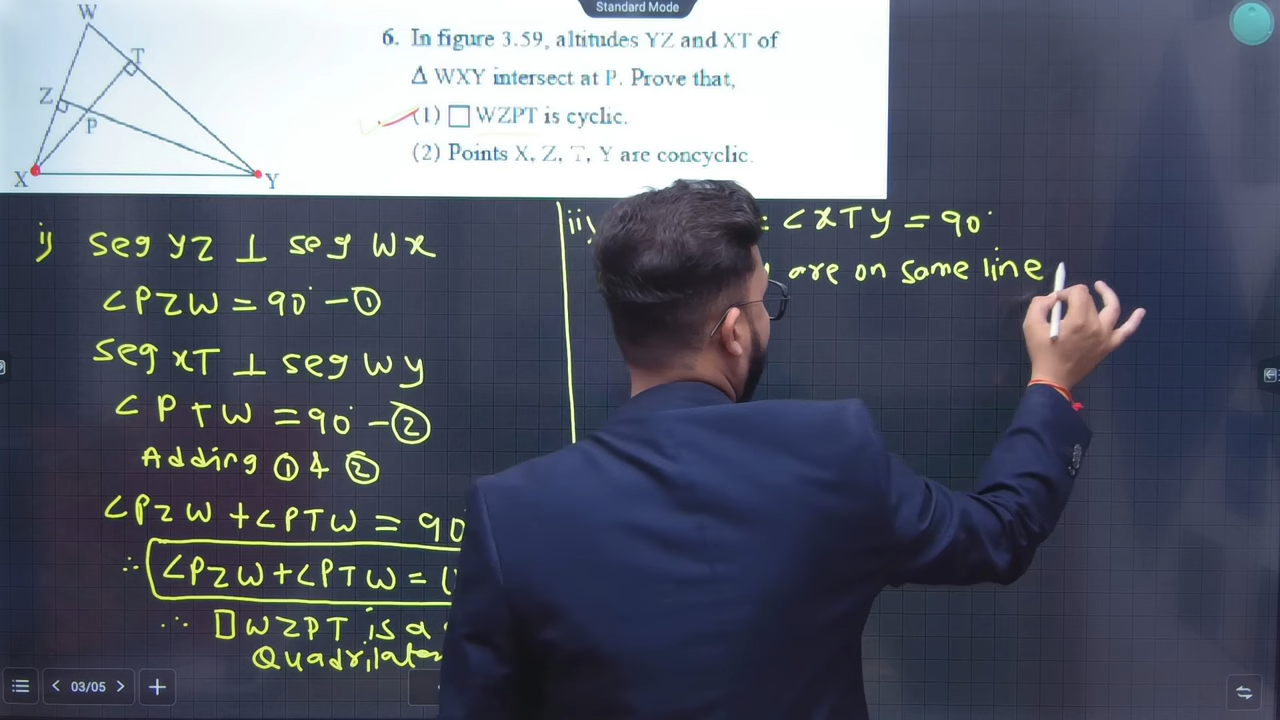 Standard Mode
W
T
Z
P
X
Y
6. In figure 3.59, altitudes YZ and XT of
Δ WXY intersect at P. Prove that,
(1) □ WZPT is cyclic.
(2) Points X, Z, T, Y are concyclic.
i) seg YZ ⊥ seg WX
∠PZW = 90° - ①
seg XT ⊥ seg WY
∠PTW = 90° - ②
Adding ① & ②
∠PZW + ∠PTW = 90
∴ ∠PZW + ∠PTW = 1
∴ □WZPT is a
Quadrilate
ii)
∠XTY = 90°
are on same line
03/05